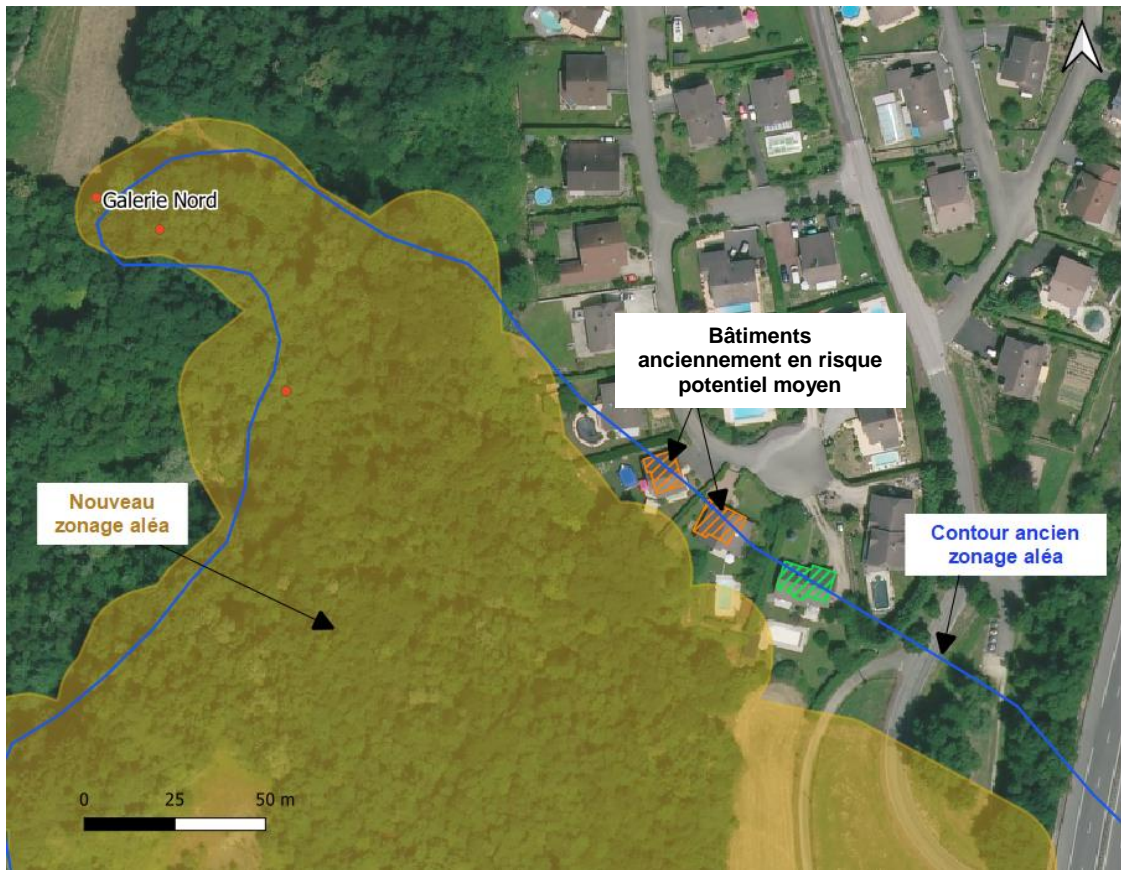 Galerie Nord
Bâtiments
anciennement en risque
potentiel moyen
Nouveau
zonage aléa
Contour ancien
zonage aléa
0 25 50 m